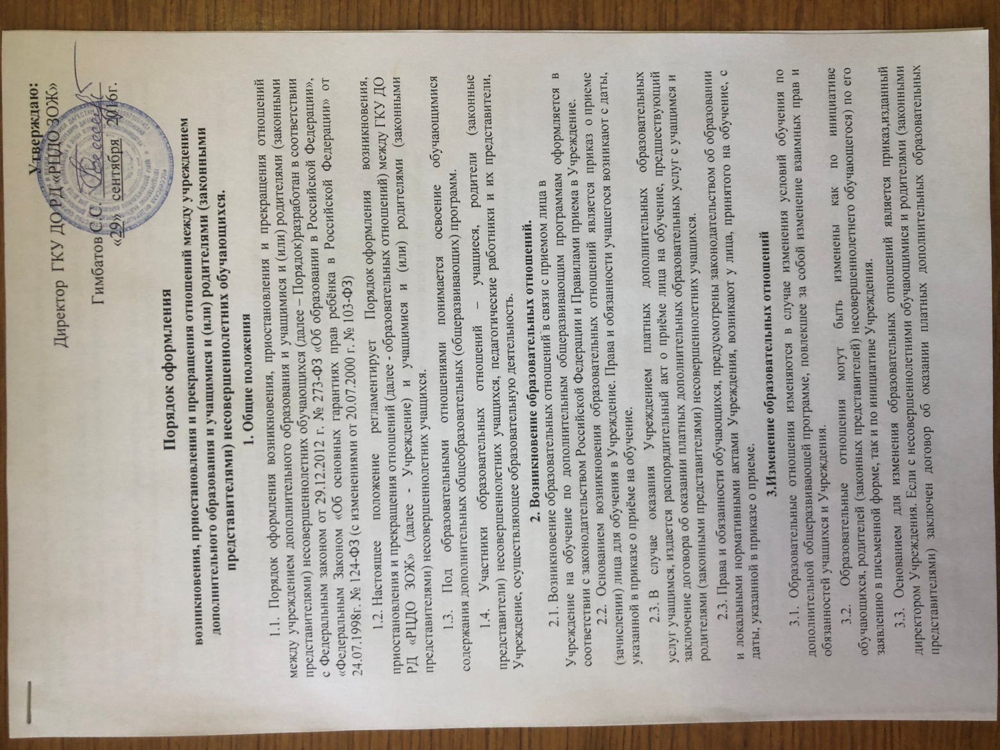 Утверждаю:
Директор ГКУ ДО РД «РЦДО ЗОЖ»
Гимбатов С.С.
«29» сентября 2016г.
Порядок оформления
возникновения, приостановления и прекращения отношений между учреждением
дополнительного образования и учащимися и (или) родителями (законными
представителями) несовершеннолетних обучающихся.
1. Общие положения
1.1. Порядок оформления возникновения, приостановления и прекращения отношений
между учреждением дополнительного образования и учащимися и (или) родителями (законными
представителями) несовершеннолетних обучающихся (далее – Порядок)разработан в соответствии
с Федеральным законом от 29.12.2012 г. № 273-ФЗ «Об образовании в Российской Федерации»,
«Федеральным Законом «Об основных гарантиях прав ребёнка в Российской Федерации» от
24.07.1998г. № 124-ФЗ (с изменениями от 20.07.2000 г. № 103-ФЗ)
1.2. Настоящее положение регламентирует Порядок оформления возникновения,
приостановления и прекращения отношений (далее - образовательных отношений) между ГКУ ДО
РД «РЦДО ЗОЖ» (далее - Учреждение) и учащимися и (или) родителями (законными
представителями) несовершеннолетних учащихся.
1.3. Под образовательными отношениями понимается освоение обучающимися
содержания дополнительных общеобразовательных (общеразвивающих) программ.
1.4. Участники образовательных отношений – учащиеся, родители (законные
представители) несовершеннолетних учащихся, педагогические работники и их представители,
Учреждение, осуществляющее образовательную деятельность.
2. Возникновение образовательных отношений.
2.1. Возникновение образовательных отношений в связи с приемом лица в
Учреждение на обучение по дополнительным общеразвивающим программам оформляется в
соответствии с законодательством Российской Федерации и Правилами приема в Учреждение.
2.2. Основанием возникновения образовательных отношений является приказ о приеме
(зачислении) лица для обучения в Учреждение. Права и обязанности учащегося возникают с даты,
указанной в приказе о приёме на обучение.
2.3. В случае оказания Учреждением платных дополнительных образовательных
услуг учащимся, издается распорядительный акт о приёме лица на обучение, предшествующий
заключение договора об оказании платных дополнительных образовательных услуг с учащимся и
родителями (законными представителями) несовершеннолетних учащихся.
2.3. Права и обязанности обучающихся, предусмотрены законодательством об образовании
и локальными нормативными актами Учреждения, возникают у лица, принятого на обучение, с
даты, указанной в приказе о приеме.
3.Изменение образовательных отношений
3.1. Образовательные отношения изменяются в случае изменения условий обучения по
дополнительной общеразвивающей программе, повлекшее за собой изменение взаимных прав и
обязанностей учащихся и Учреждения.
3.2. Образовательные отношения могут быть изменены как по инициативе
обучающихся, родителей (законных представителей) несовершеннолетнего обучающегося) по его
заявлению в письменной форме, так и по инициативе Учреждения.
3.3. Основанием для изменения образовательных отношений является приказ,изданный
директором Учреждения. Если с несовершеннолетними обучающимися и родителями (законными
представителями) заключен договор об оказании платных дополнительных образовательных